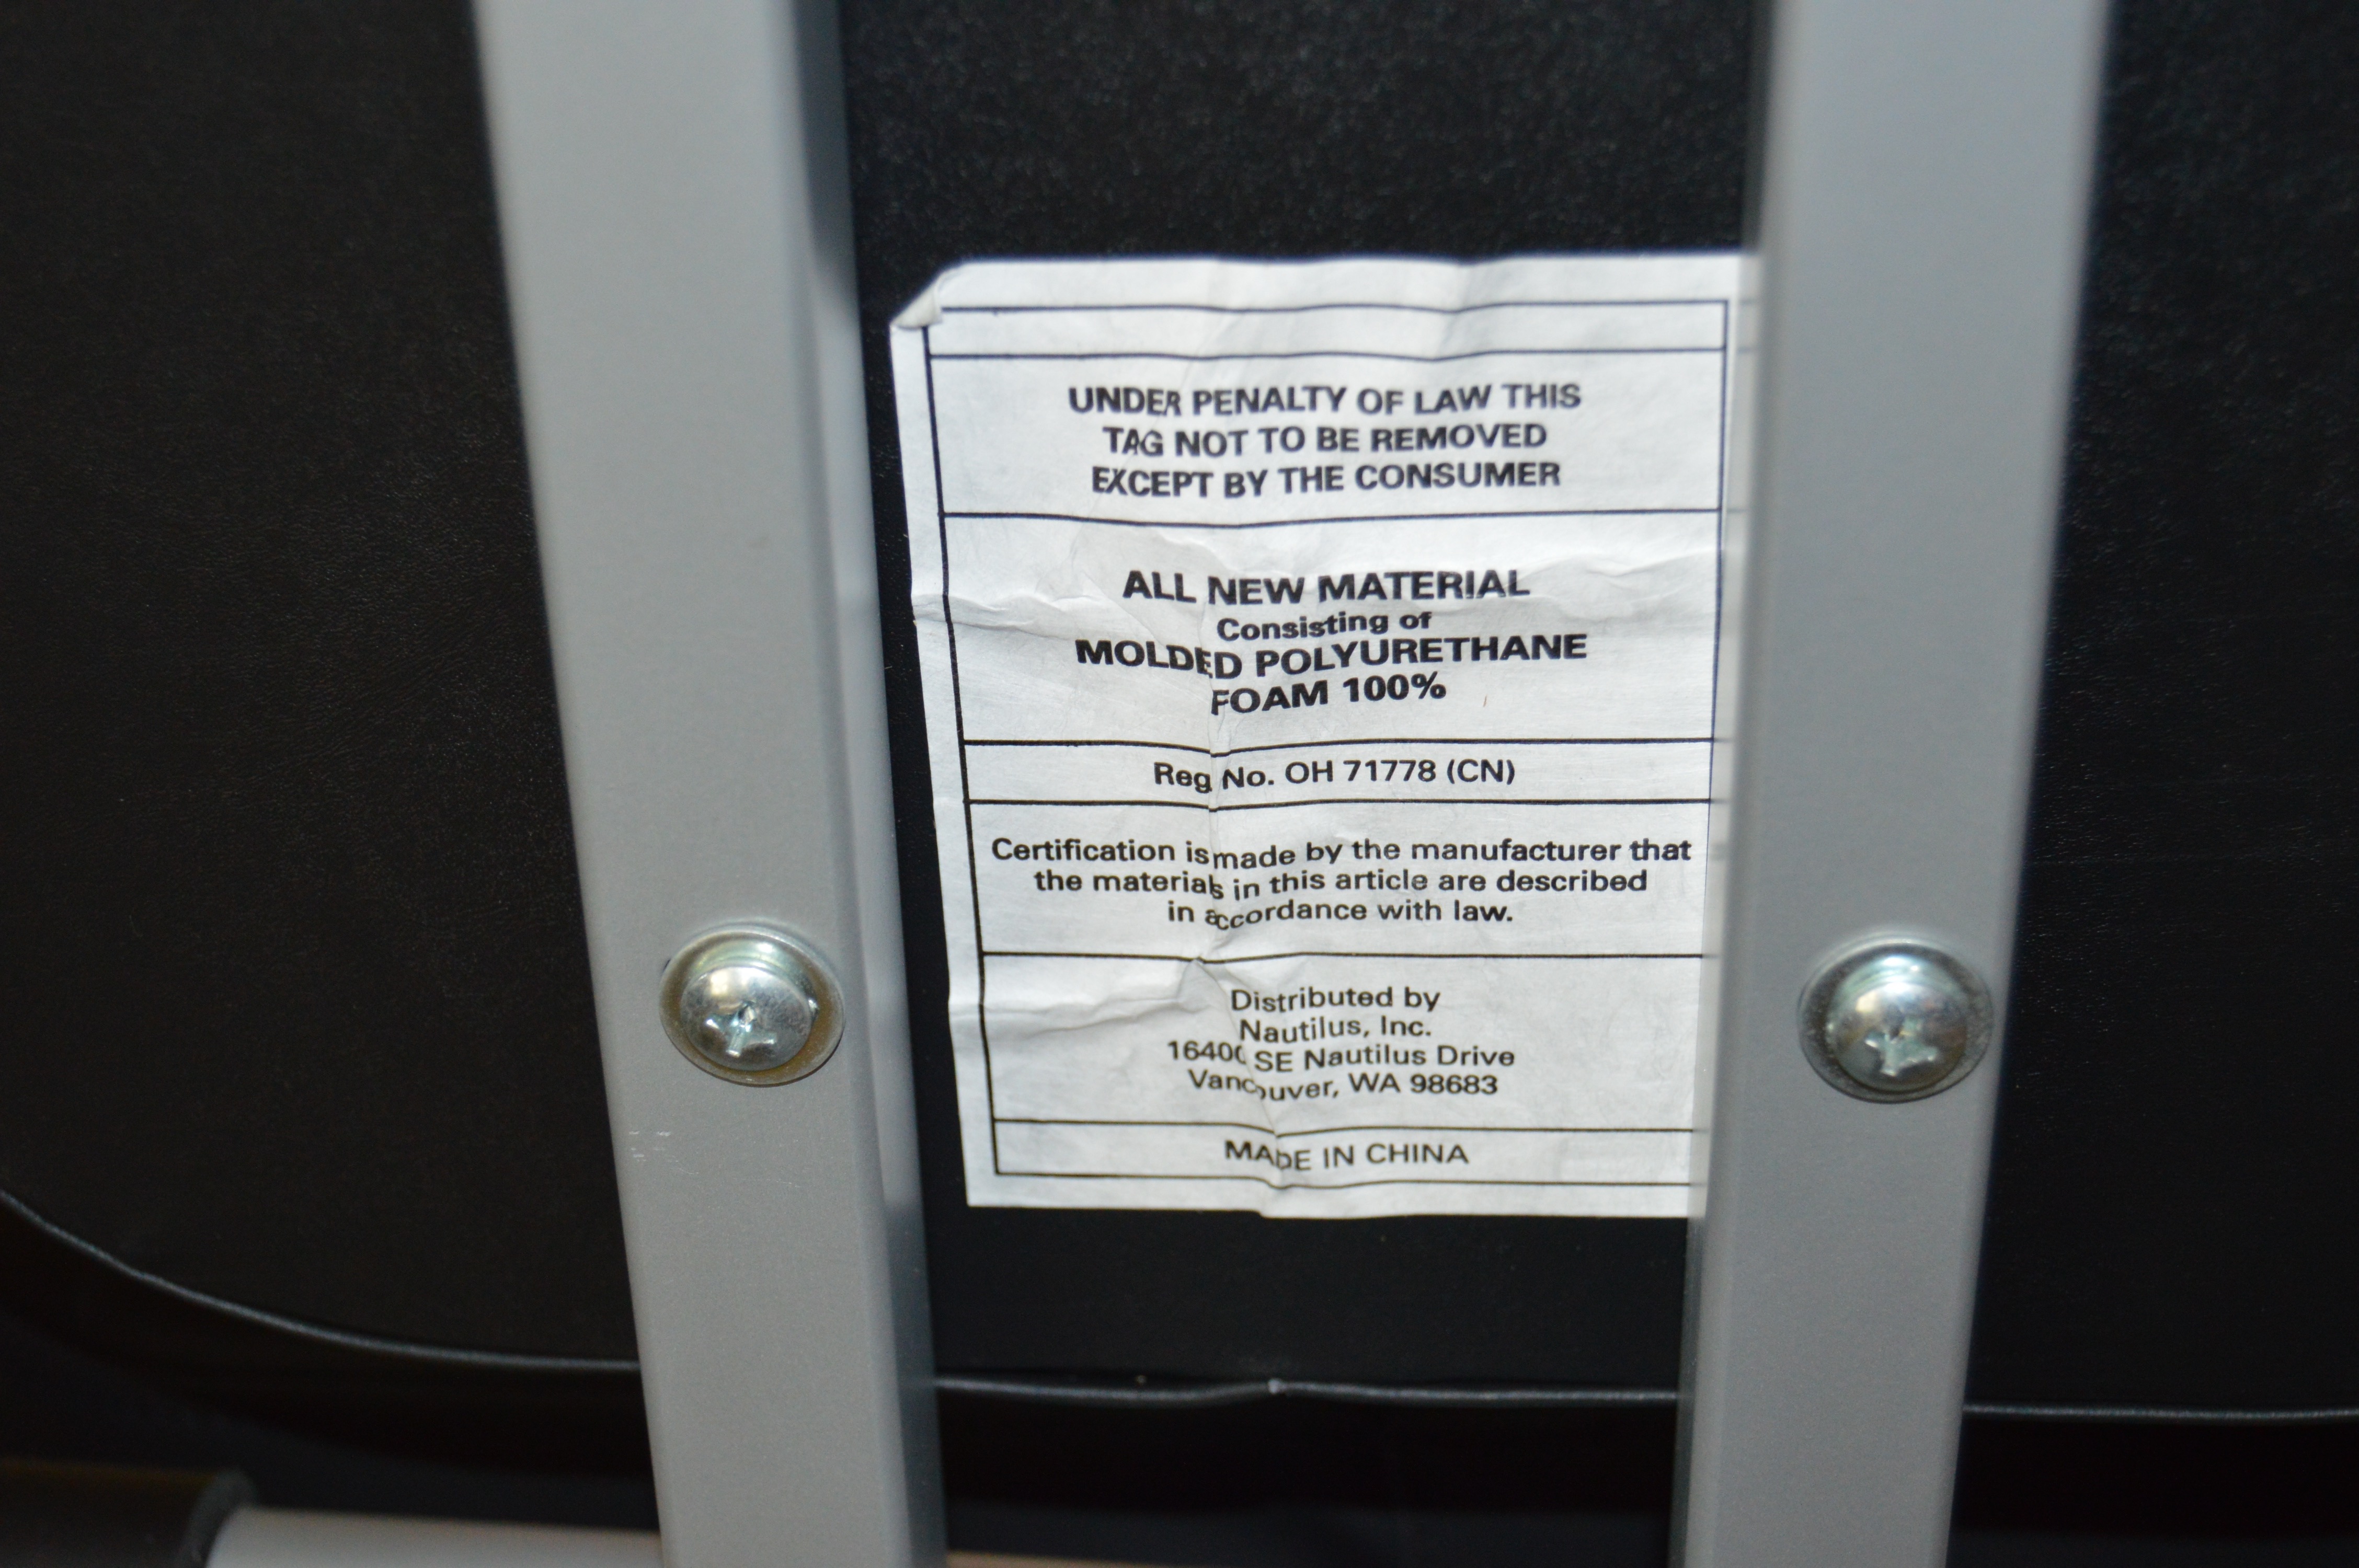 UNDER PENALTY OF LAW THIS
TAG NOT TO BE REMOVED
EXCEPT BY THE CONSUMER
ALL NEW MATERIAL
Consisting of
MOLDED POLYURETHANE
FOAM 100%
Reg No. OH 71778 (CN)
Certification is made by the manufacturer that
the materials in this article are described
in accordance with law.
Distributed by
Nautilus, Inc.
16400 SE Nautilus Drive
Vancouver, WA 98683
MADE IN CHINA